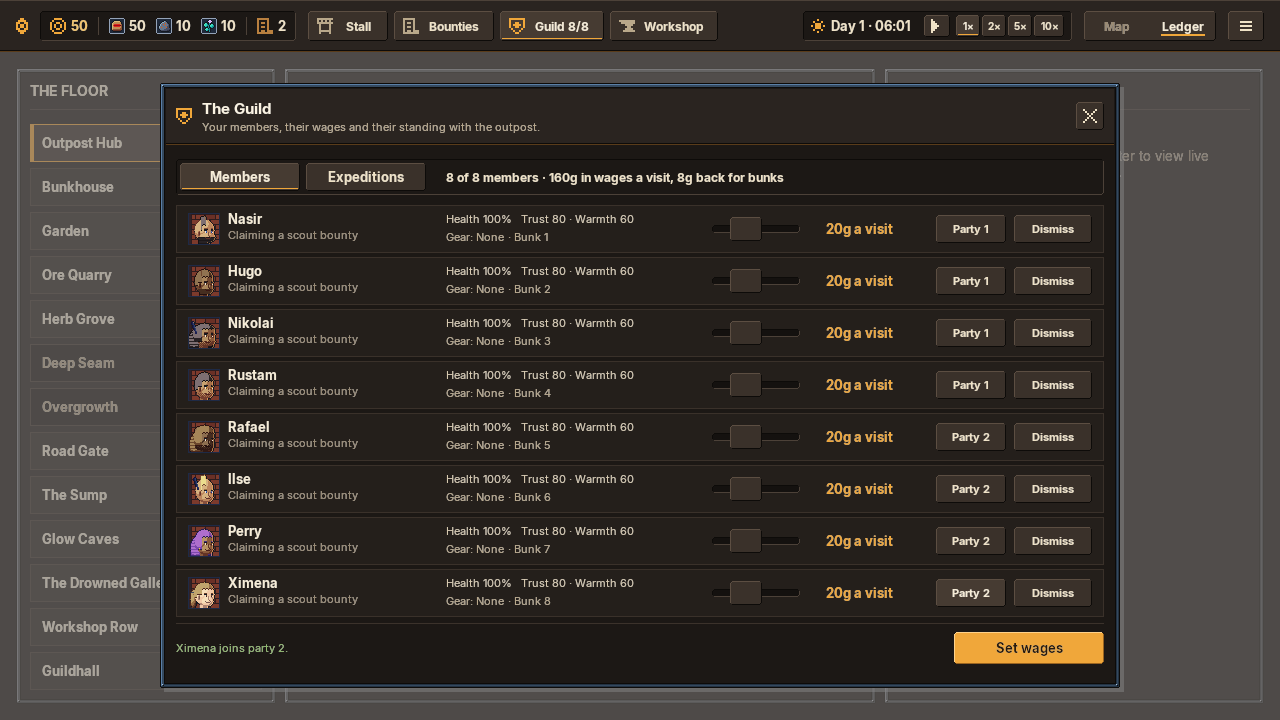 50 50 10 10 2 Stall Bounties Guild 8/8 Workshop Day 1 · 06:01 1× 2× 5× 10× Map Ledger
THE FLOOR
Outpost Hub
Bunkhouse
Garden
Ore Quarry
Herb Grove
Deep Seam
Overgrowth
Road Gate
The Sump
Glow Caves
The Drowned
Workshop Row
Guildhall
to view live
The Guild
Your members, their wages and their standing with the outpost.
Members Expeditions 8 of 8 members · 160g in wages a visit, 8g back for bunks
Nasir
Claiming a scout bounty
Health 100% Trust 80 · Warmth 60
Gear: None · Bunk 1
20g a visit Party 1 Dismiss
Hugo
Claiming a scout bounty
Health 100% Trust 80 · Warmth 60
Gear: None · Bunk 2
20g a visit Party 1 Dismiss
Nikolai
Claiming a scout bounty
Health 100% Trust 80 · Warmth 60
Gear: None · Bunk 3
20g a visit Party 1 Dismiss
Rustam
Claiming a scout bounty
Health 100% Trust 80 · Warmth 60
Gear: None · Bunk 4
20g a visit Party 1 Dismiss
Rafael
Claiming a scout bounty
Health 100% Trust 80 · Warmth 60
Gear: None · Bunk 5
20g a visit Party 2 Dismiss
Ilse
Claiming a scout bounty
Health 100% Trust 80 · Warmth 60
Gear: None · Bunk 6
20g a visit Party 2 Dismiss
Perry
Claiming a scout bounty
Health 100% Trust 80 · Warmth 60
Gear: None · Bunk 7
20g a visit Party 2 Dismiss
Ximena
Claiming a scout bounty
Health 100% Trust 80 · Warmth 60
Gear: None · Bunk 8
20g a visit Party 2 Dismiss
Ximena joins party 2.
Set wages